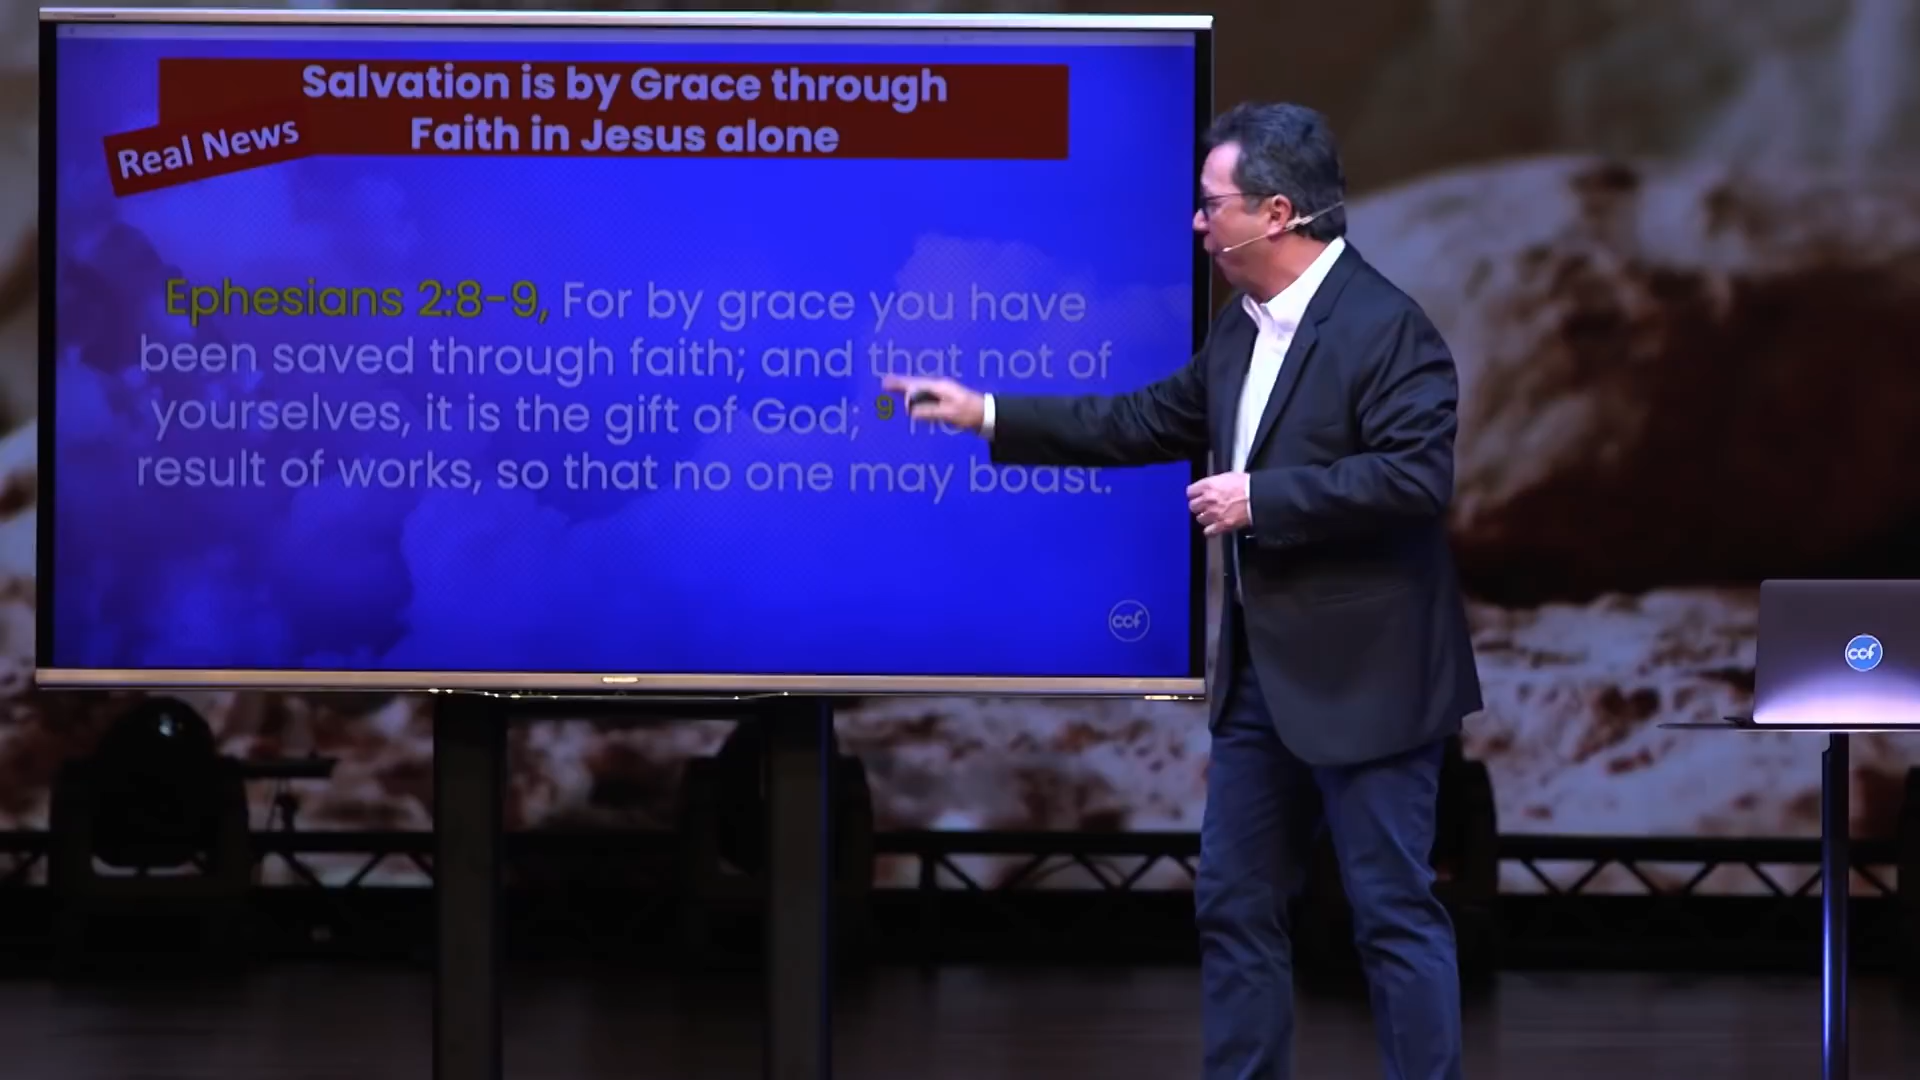 Salvation is by Grace through
Faith in Jesus alone
Real News
Ephesians 2:8-9, For by grace you have
been saved through faith; and that not of
yourselves, it is the gift of God; 9
result of works, so that no one may boast.
ccf
ccf